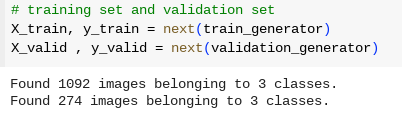 # training set and validation set
X_train, y_train = next(train_generator)
X_valid , y_valid = next(validation_generator)
Found 1092 images belonging to 3 classes.
Found 274 images belonging to 3 classes.